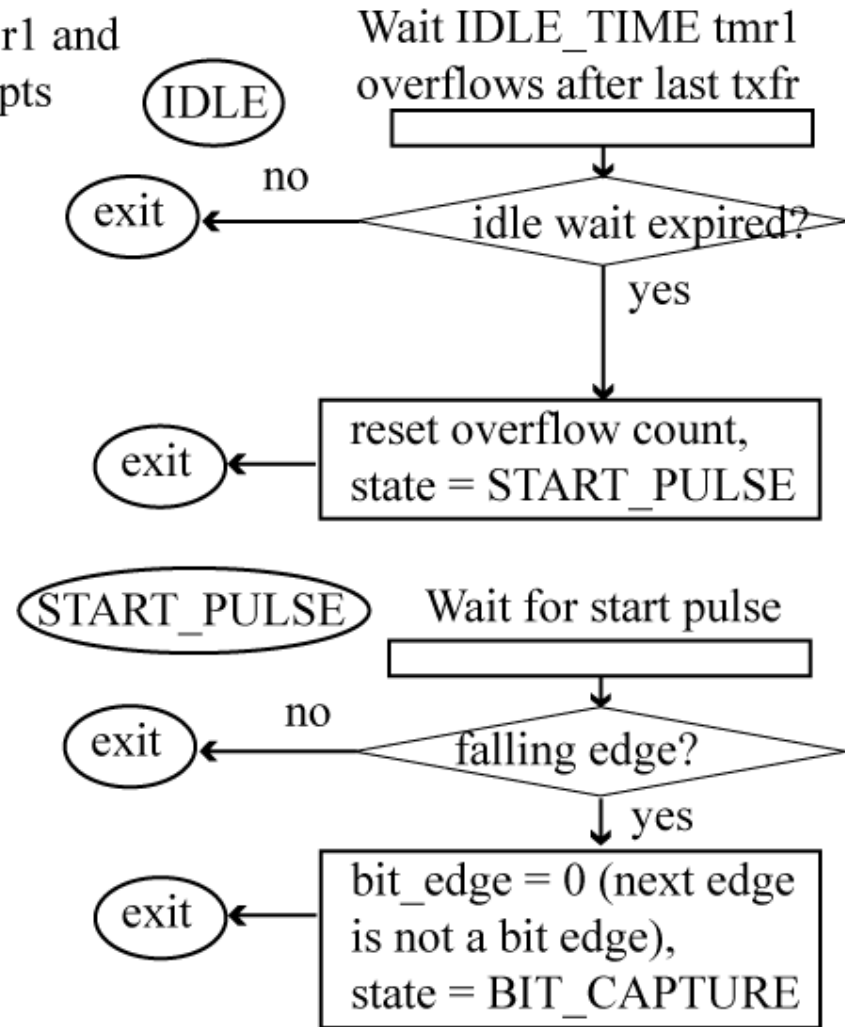 r1 and
pts
Wait IDLE_TIME tmr1
overflows after last txfr
IDLE
no
exit
idle wait expired?
yes
reset overflow count,
state = START_PULSE
exit
START_PULSE
Wait for start pulse
no
exit
falling edge?
yes
bit_edge = 0 (next edge
is not a bit edge),
state = BIT_CAPTURE
exit